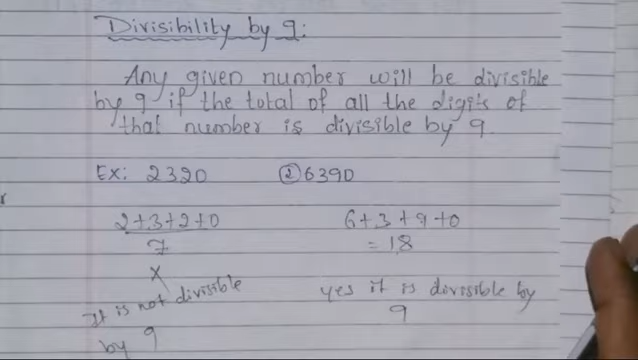 Divisibility by 9:
Any given number will be divisible
by 9 if the total of all the digits of
that number is divisible by 9
Ex: 2320 ② 6390
2+3+2+0 6+3+9+0
7 = 18
X
It is not divisible yes it is divisible by
by 9 9